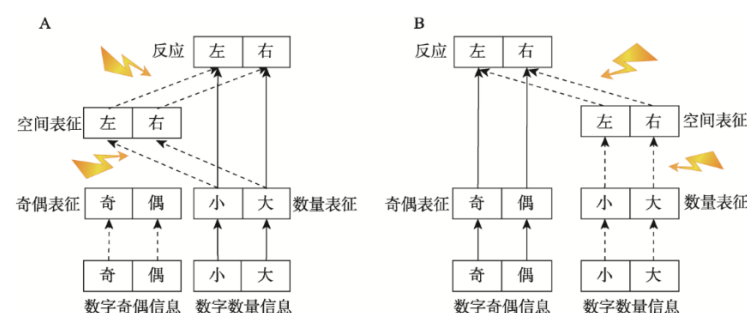 A
反应 左 右
空间表征 左 右
奇偶表征 奇 偶 小 大 数量表征
奇 偶 小 大
数字奇偶信息 数字数量信息
B
反应 左 右
左 右 空间表征
奇偶表征 奇 偶 小 大 数量表征
奇 偶 小 大
数字奇偶信息 数字数量信息